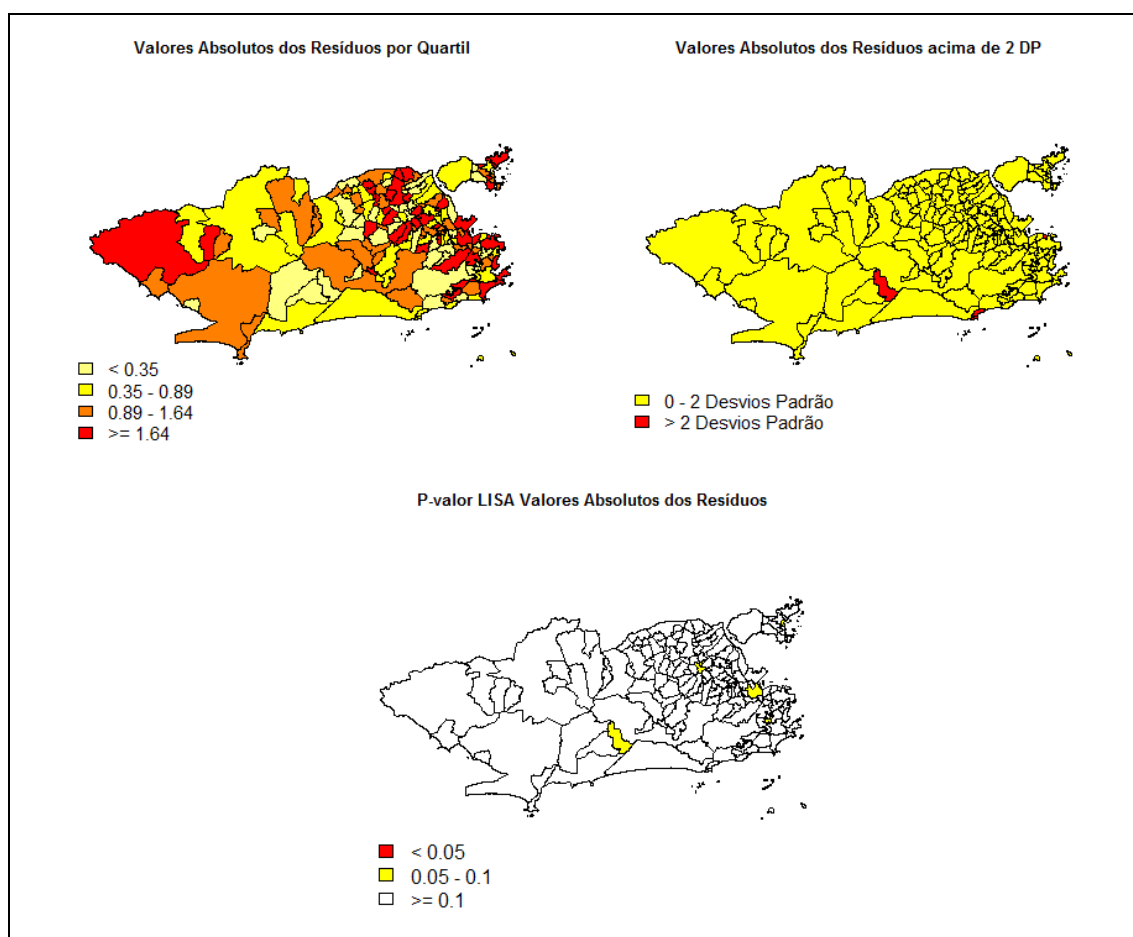 Valores Absolutos dos Resíduos por Quartil
Valores Absolutos dos Resíduos acima de 2 DP
< 0.35
0.35 - 0.89
0.89 - 1.64
>= 1.64
0 - 2 Desvios Padrão
> 2 Desvios Padrão
P-valor LISA Valores Absolutos dos Resíduos
< 0.05
0.05 - 0.1
>= 0.1